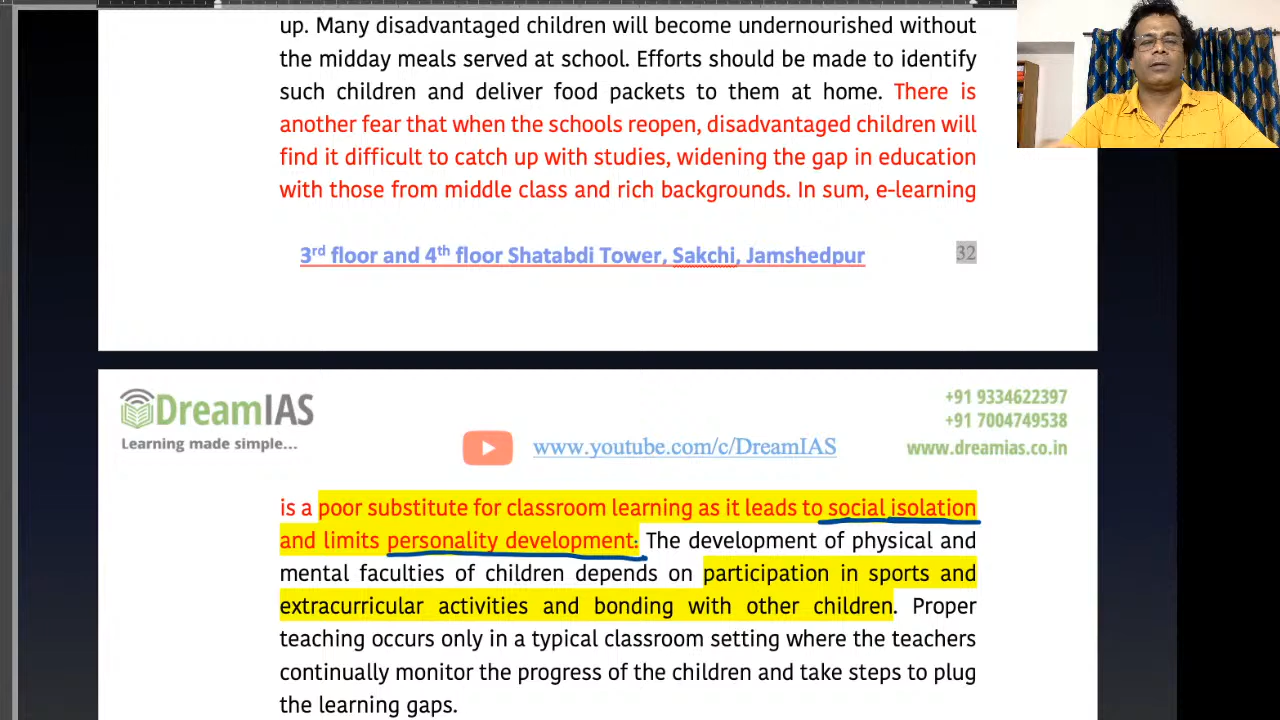 up. Many disadvantaged children will become undernourished without
the midday meals served at school. Efforts should be made to identify
such children and deliver food packets to them at home. There is
another fear that when the schools reopen, disadvantaged children will
find it difficult to catch up with studies, widening the gap in education
with those from middle class and rich backgrounds. In sum, e-learning
3rd floor and 4th floor Shatabdi Tower, Sakchi, Jamshedpur 32
DreamIAS
Learning made simple...
www.youtube.com/c/DreamIAS
+91 9334622397
+91 7004749538
www.dreamias.co.in
is a poor substitute for classroom learning as it leads to social isolation
and limits personality development. The development of physical and
mental faculties of children depends on participation in sports and
extracurricular activities and bonding with other children. Proper
teaching occurs only in a typical classroom setting where the teachers
continually monitor the progress of the children and take steps to plug
the learning gaps.